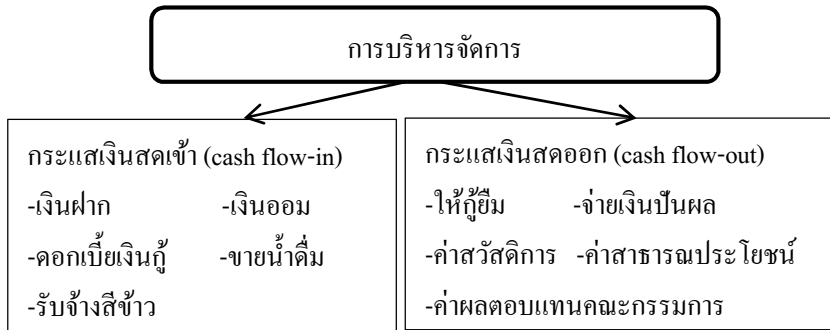 การบริหารจัดการ
กระแสเงินสดเข้า (cash flow-in)
-เงินฝาก -เงินออม
-ดอกเบี้ยเงินกู้ -ขายน้ำดื่ม
-รับจ้างสีข้าว
กระแสเงินสดออก (cash flow-out)
-ให้กู้ยืม -จ่ายเงินปันผล
-ค่าสวัสดิการ -ค่าสาธารณประโยชน์
-ค่าผลตอบแทนคณะกรรมการ